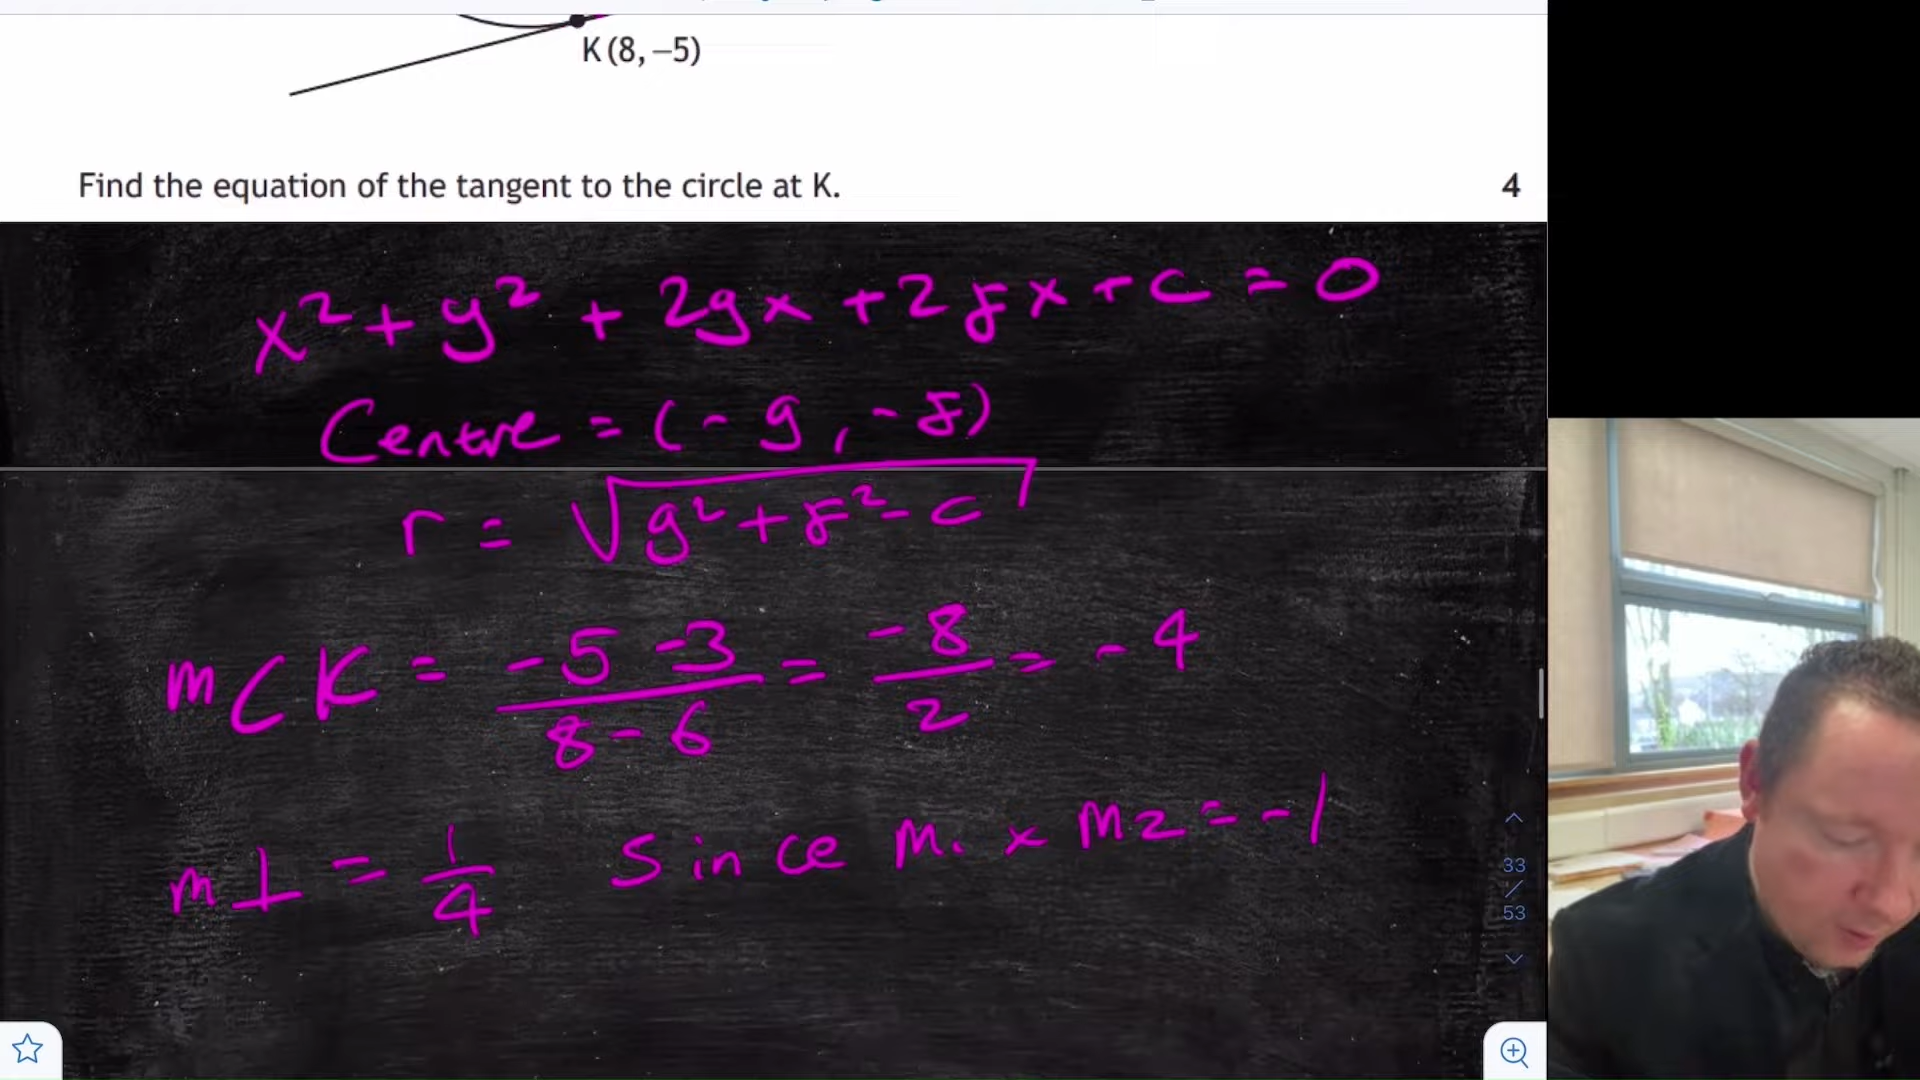 K(8, –5)
Find the equation of the tangent to the circle at K. 4
x² + y² + 2gx + 2fx + c = 0
Centre = (-g, -f)
r = √(g² + f² - c)
mCK = (-5 -3)/(8 - 6) = -8/2 = -4
m⊥ = 1/4 Since m₁ × m2 = -1
33
/
53